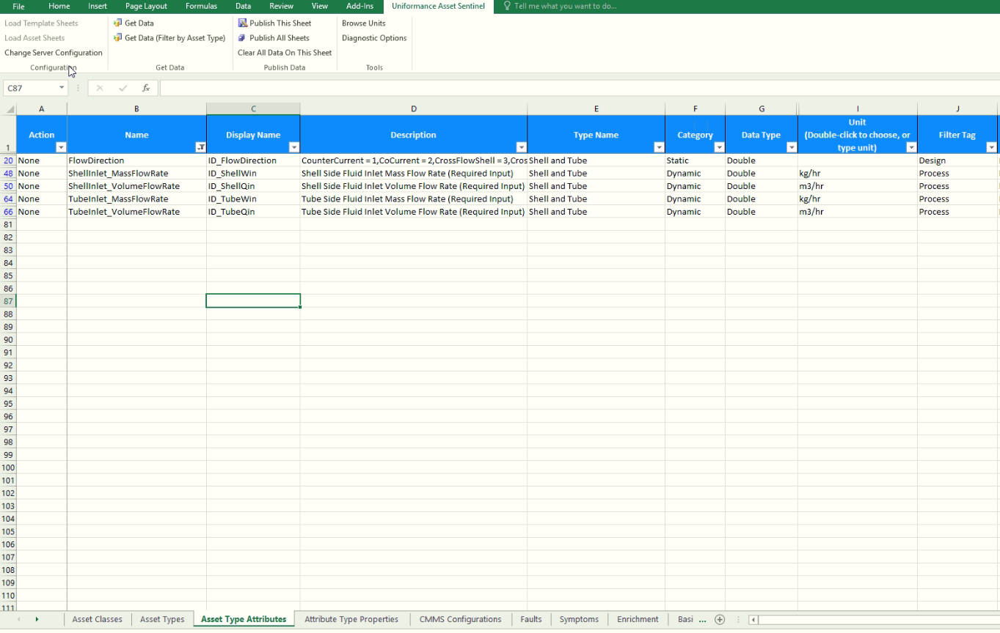 File Home Insert Page Layout Formulas Data Review View Add-Ins Uniformance Asset Sentinel Tell me what you want to do...
Load Template Sheets Get Data Publish This Sheet Browse Units
Load Asset Sheets Get Data (Filter by Asset Type) Publish All Sheets Diagnostic Options
Change Server Configuration Clear All Data On This Sheet
Configuration Get Data Publish Data Tools
C87 fx
A B C D E F G I J
1 Action Name Display Name Description Type Name Category Data Type Unit (Double-click to choose, or type unit) Filter Tag
20 None FlowDirection ID_FlowDirection CounterCurrent = 1,CoCurrent = 2,CrossFlowShell = 3,Cros Shell and Tube Static Double Design
48 None ShellInlet_MassFlowRate ID_ShellWin Shell Side Fluid Inlet Mass Flow Rate (Required Input) Shell and Tube Dynamic Double kg/hr Process
50 None ShellInlet_VolumeFlowRate ID_ShellQin Shell Side Fluid Inlet Volume Flow Rate (Required Input) Shell and Tube Dynamic Double m3/hr Process
64 None TubeInlet_MassFlowRate ID_TubeWin Tube Side Fluid Inlet Mass Flow Rate (Required Input) Shell and Tube Dynamic Double kg/hr Process
66 None TubeInlet_VolumeFlowRate ID_TubeQin Tube Side Fluid Inlet Volume Flow Rate (Required Input) Shell and Tube Dynamic Double m3/hr Process
81
82
83
84
85
86
87
88
89
90
91
92
93
94
95
96
97
98
99
100
101
102
103
104
105
106
107
108
109
110
111
Asset Classes Asset Types Asset Type Attributes Attribute Type Properties CMMS Configurations Faults Symptoms Enrichment Basi ...